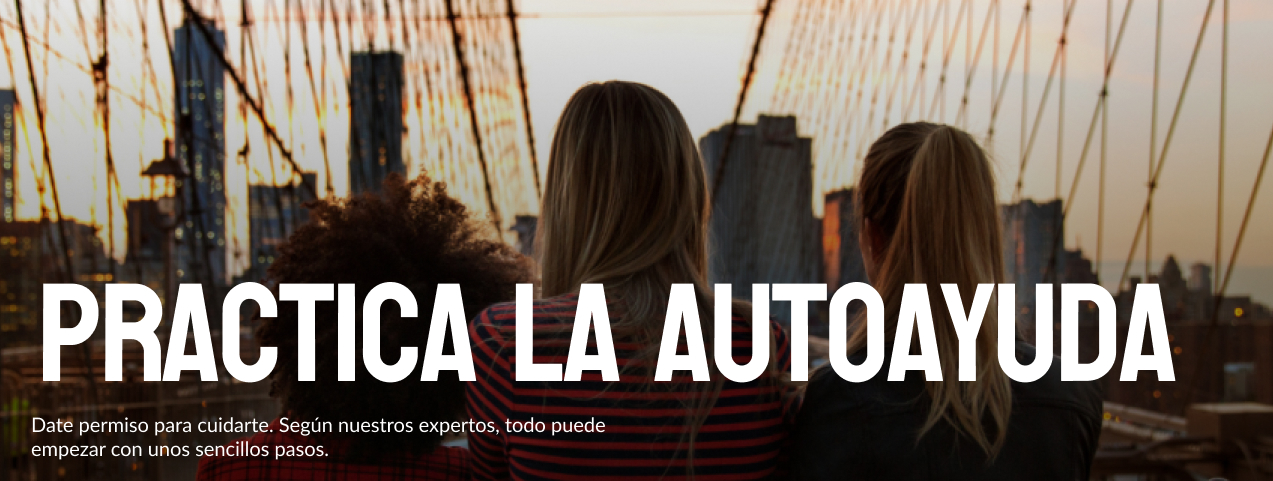 PRACTICA LA AUTOAYUDA
Date permiso para cuidarte. Según nuestros expertos, todo puede
empezar con unos sencillos pasos.